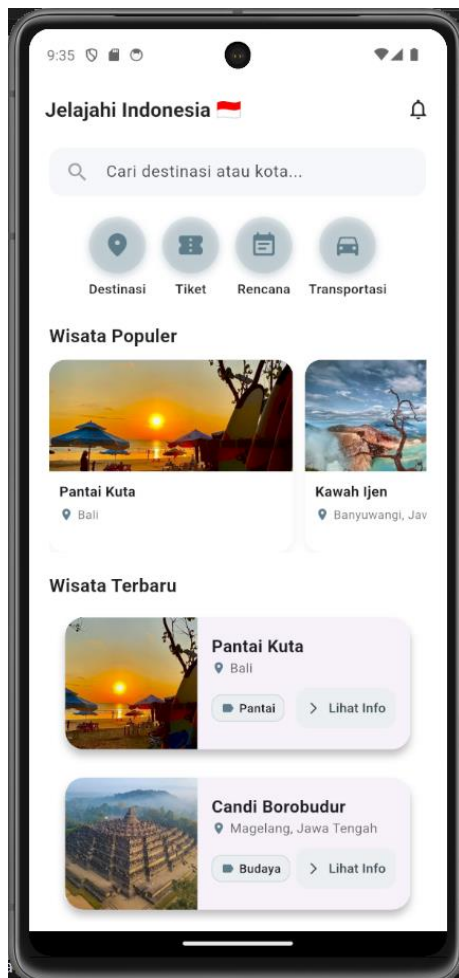 9:35
Jelajahi Indonesia 🇮🇩
Cari destinasi atau kota...
Destinasi Tiket Rencana Transportasi
Wisata Populer
Pantai Kuta
Bali
Kawah Ijen
Banyuwangi, Jav
Wisata Terbaru
Pantai Kuta
Bali
Pantai
Lihat Info
Candi Borobudur
Magelang, Jawa Tengah
Budaya
Lihat Info